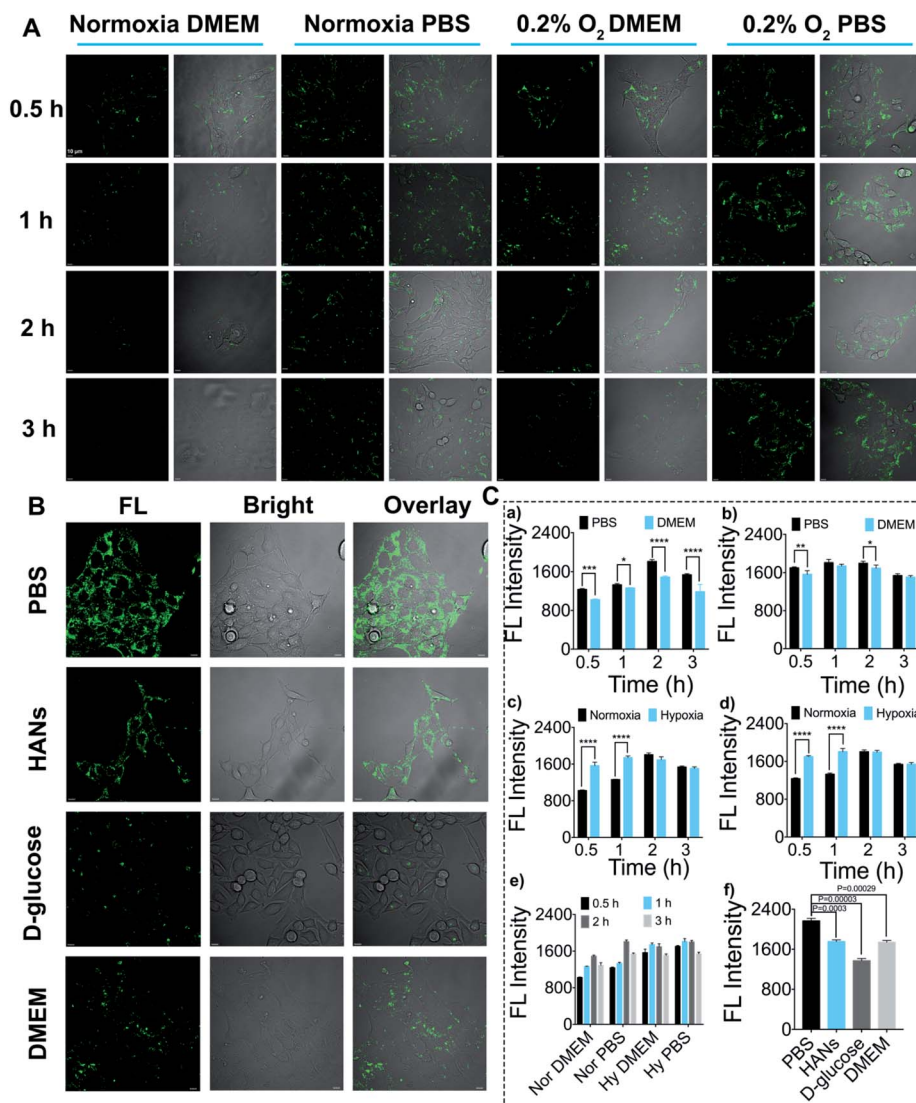 A
Normoxia DMEM
Normoxia PBS
0.2% O2 DMEM
0.2% O2 PBS
0.5 h
10 μm
1 h
2 h
3 h
B
FL
Bright
Overlay
PBS
HANs
D-glucose
DMEM
C
a)
PBS
DMEM
FL Intensity
2400
1600
800
0
***
*
****
****
0.5
1
2
3
Time (h)
b)
PBS
DMEM
FL Intensity
2400
1600
800
0
**
*
0.5
1
2
3
Time (h)
c)
Normoxia
Hypoxia
FL Intensity
2400
1600
800
0
****
****
0.5
1
2
3
Time (h)
d)
Normoxia
Hypoxia
FL Intensity
2400
1600
800
0
****
****
0.5
1
2
3
Time (h)
e)
0.5 h
1 h
2 h
3 h
FL Intensity
2400
1600
800
0
Nor DMEM
Nor PBS
Hy DMEM
Hy PBS
f)
P=0.00029
P=0.00003
P=0.0003
FL Intensity
2400
1600
800
0
PBS
HANs
D-glucose
DMEM